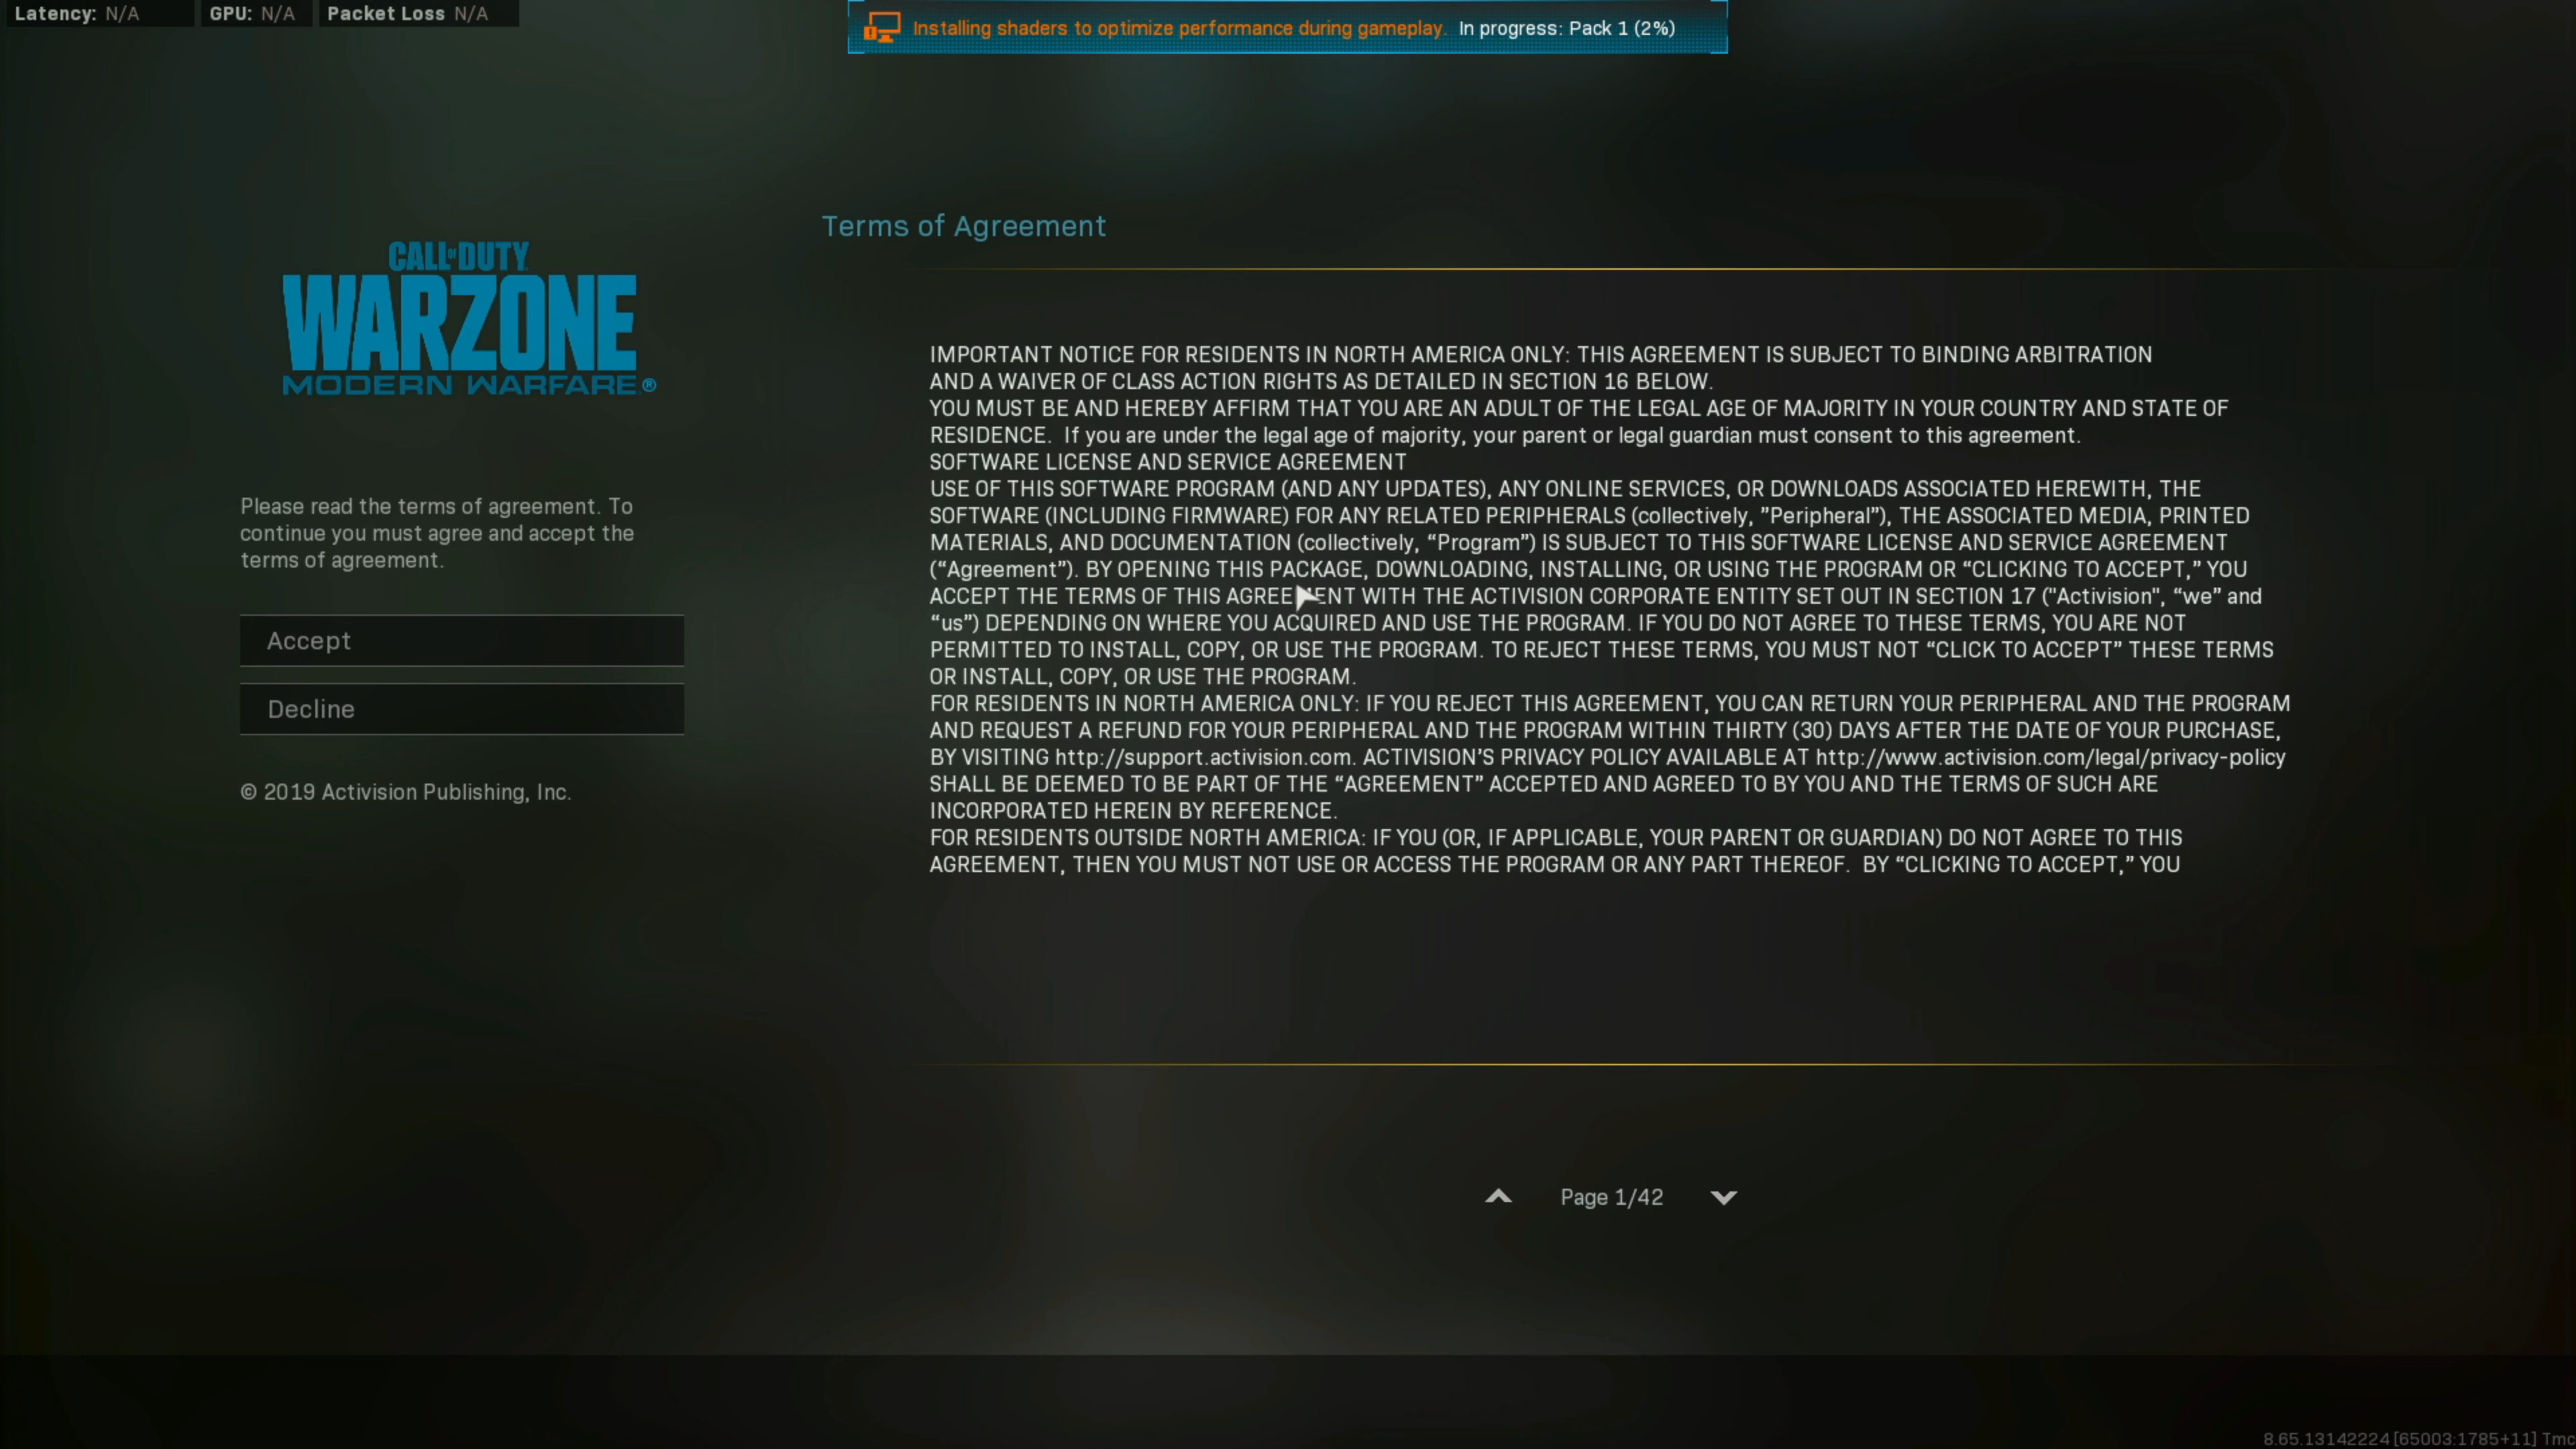 Latency: N/A GPU: N/A Packet Loss N/A
Installing shaders to optimize performance during gameplay. In progress: Pack 1 (2%)
CALL OF DUTY
WARZONE
MODERN WARFARE®
Please read the terms of agreement. To
continue you must agree and accept the
terms of agreement.
Accept
Decline
© 2019 Activision Publishing, Inc.
Terms of Agreement
IMPORTANT NOTICE FOR RESIDENTS IN NORTH AMERICA ONLY: THIS AGREEMENT IS SUBJECT TO BINDING ARBITRATION
AND A WAIVER OF CLASS ACTION RIGHTS AS DETAILED IN SECTION 16 BELOW.
YOU MUST BE AND HEREBY AFFIRM THAT YOU ARE AN ADULT OF THE LEGAL AGE OF MAJORITY IN YOUR COUNTRY AND STATE OF
RESIDENCE.  If you are under the legal age of majority, your parent or legal guardian must consent to this agreement.
SOFTWARE LICENSE AND SERVICE AGREEMENT
USE OF THIS SOFTWARE PROGRAM (AND ANY UPDATES), ANY ONLINE SERVICES, OR DOWNLOADS ASSOCIATED HEREWITH, THE
SOFTWARE (INCLUDING FIRMWARE) FOR ANY RELATED PERIPHERALS (collectively, ”Peripheral”), THE ASSOCIATED MEDIA, PRINTED
MATERIALS, AND DOCUMENTATION (collectively, “Program”) IS SUBJECT TO THIS SOFTWARE LICENSE AND SERVICE AGREEMENT
(“Agreement”). BY OPENING THIS PACKAGE, DOWNLOADING, INSTALLING, OR USING THE PROGRAM OR “CLICKING TO ACCEPT,” YOU
ACCEPT THE TERMS OF THIS AGREEMENT WITH THE ACTIVISION CORPORATE ENTITY SET OUT IN SECTION 17 ("Activision", “we” and
“us”) DEPENDING ON WHERE YOU ACQUIRED AND USE THE PROGRAM. IF YOU DO NOT AGREE TO THESE TERMS, YOU ARE NOT
PERMITTED TO INSTALL, COPY, OR USE THE PROGRAM. TO REJECT THESE TERMS, YOU MUST NOT “CLICK TO ACCEPT” THESE TERMS
OR INSTALL, COPY, OR USE THE PROGRAM.
FOR RESIDENTS IN NORTH AMERICA ONLY: IF YOU REJECT THIS AGREEMENT, YOU CAN RETURN YOUR PERIPHERAL AND THE PROGRAM
AND REQUEST A REFUND FOR YOUR PERIPHERAL AND THE PROGRAM WITHIN THIRTY (30) DAYS AFTER THE DATE OF YOUR PURCHASE,
BY VISITING http://support.activision.com. ACTIVISION’S PRIVACY POLICY AVAILABLE AT http://www.activision.com/legal/privacy-policy
SHALL BE DEEMED TO BE PART OF THE “AGREEMENT” ACCEPTED AND AGREED TO BY YOU AND THE TERMS OF SUCH ARE
INCORPORATED HEREIN BY REFERENCE.
FOR RESIDENTS OUTSIDE NORTH AMERICA: IF YOU (OR, IF APPLICABLE, YOUR PARENT OR GUARDIAN) DO NOT AGREE TO THIS
AGREEMENT, THEN YOU MUST NOT USE OR ACCESS THE PROGRAM OR ANY PART THEREOF.  BY “CLICKING TO ACCEPT,” YOU
Page 1/42
8.65.13142224 [65003:1785+11] Tmc